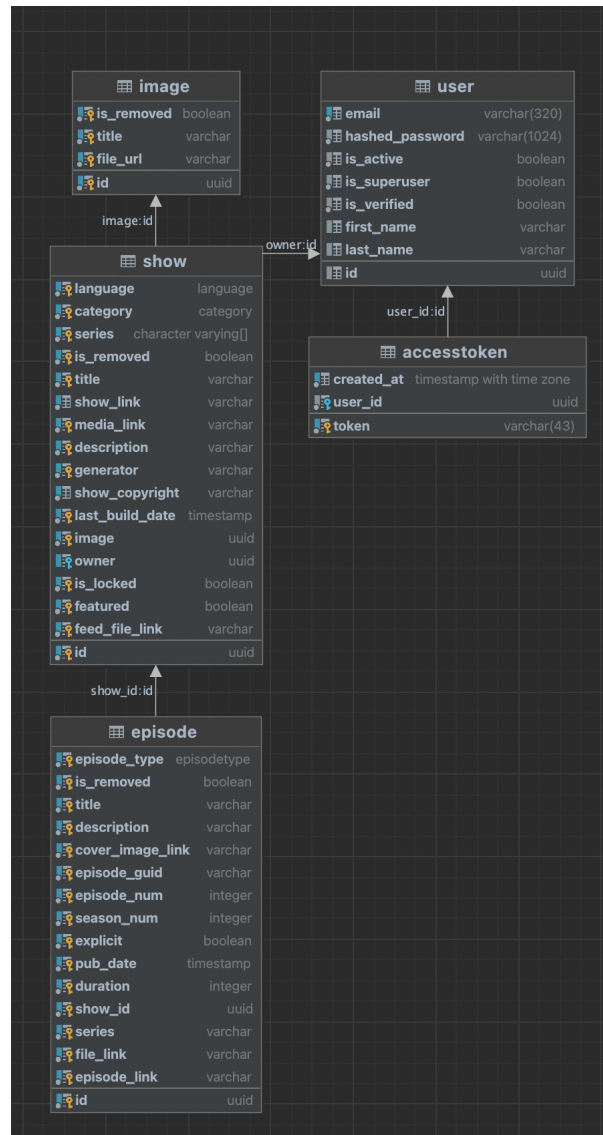 image
is_removed boolean
title varchar
file_url varchar
id uuid
image:id
user
email varchar(320)
hashed_password varchar(1024)
is_active boolean
is_superuser boolean
is_verified boolean
first_name varchar
last_name varchar
id uuid
owner:id
user_id:id
show
language language
category category
series character varying[]
is_removed boolean
title varchar
show_link varchar
media_link varchar
description varchar
generator varchar
show_copyright varchar
last_build_date timestamp
image uuid
owner uuid
is_locked boolean
featured boolean
feed_file_link varchar
id uuid
accesstoken
created_at timestamp with time zone
user_id uuid
token varchar(43)
show_id:id
episode
episode_type episodetype
is_removed boolean
title varchar
description varchar
cover_image_link varchar
episode_guid varchar
episode_num integer
season_num integer
explicit boolean
pub_date timestamp
duration integer
show_id uuid
series varchar
file_link varchar
episode_link varchar
id uuid